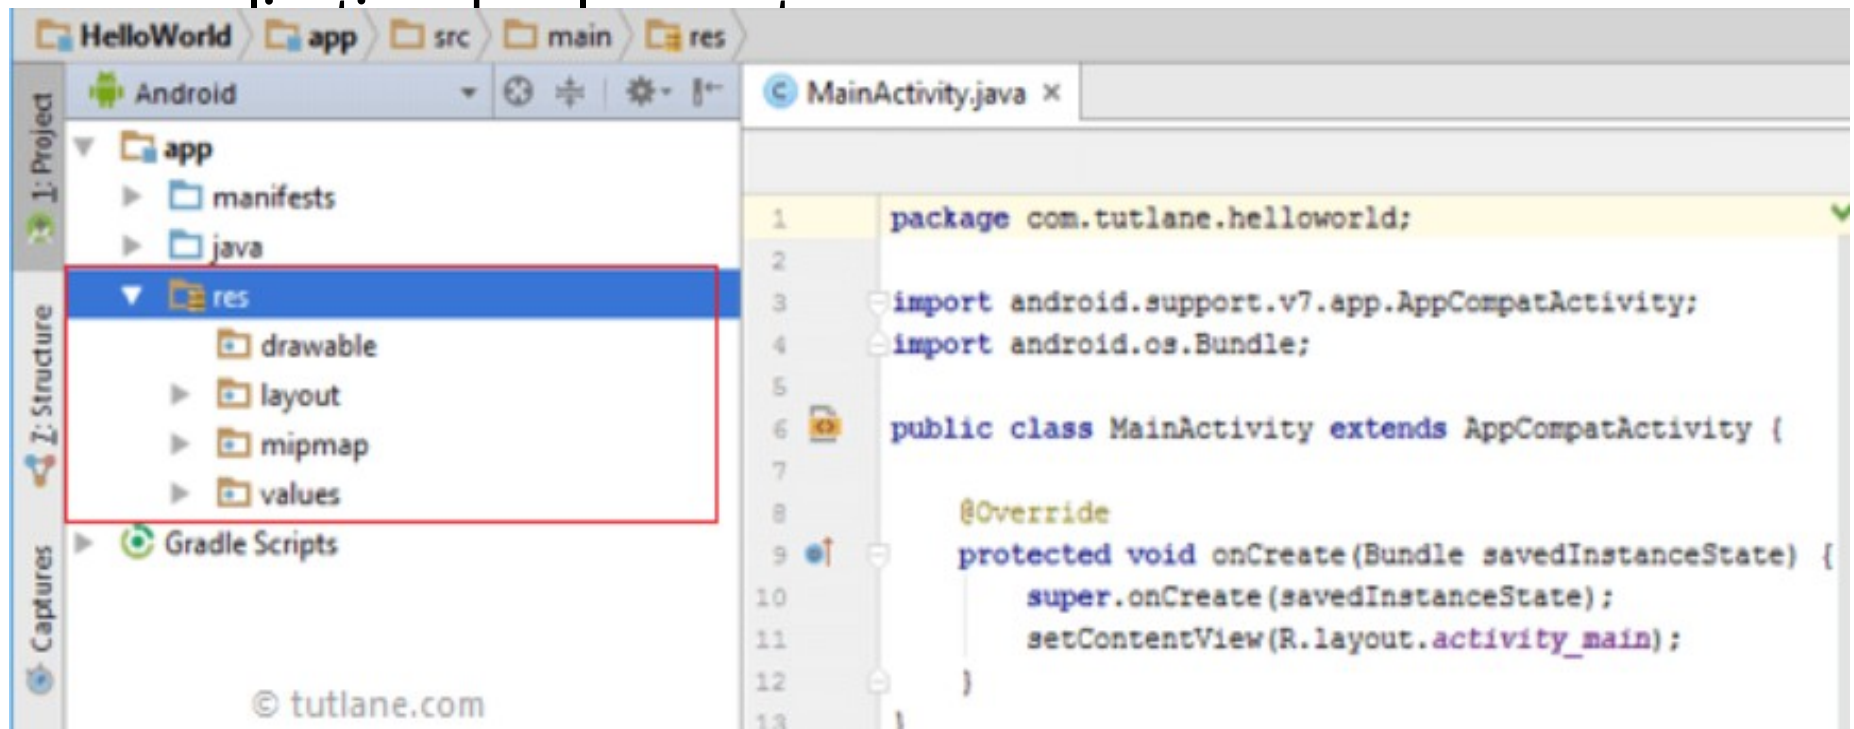 HelloWorld app src main res
Android
MainActivity.java
1: Project
7: Structure
Captures
app
manifests
java
res
drawable
layout
mipmap
values
Gradle Scripts
© tutlane.com
1 package com.tutlane.helloworld;
2
3 import android.support.v7.app.AppCompatActivity;
4 import android.os.Bundle;
5
6 public class MainActivity extends AppCompatActivity {
7
8 @Override
9 protected void onCreate(Bundle savedInstanceState) {
10 super.onCreate(savedInstanceState);
11 setContentView(R.layout.activity_main);
12 }
13 }